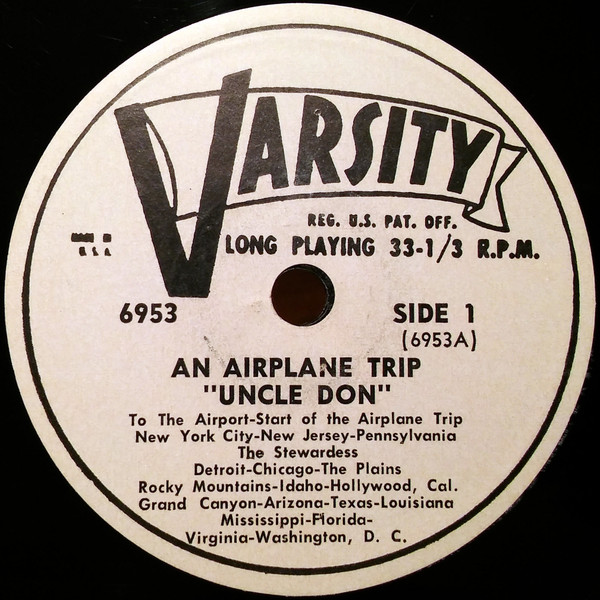 VARSITY
REG. U.S. PAT. OFF.
MADE IN
U.S.A.
LONG PLAYING 33-1/3 R.P.M.
6953
SIDE 1
(6953A)
AN AIRPLANE TRIP
"UNCLE DON"
To The Airport-Start of the Airplane Trip
New York City-New Jersey-Pennsylvania
The Stewardess
Detroit-Chicago-The Plains
Rocky Mountains-Idaho-Hollywood, Cal.
Grand Canyon-Arizona-Texas-Louisiana
Mississippi-Florida-
Virginia-Washington, D. C.